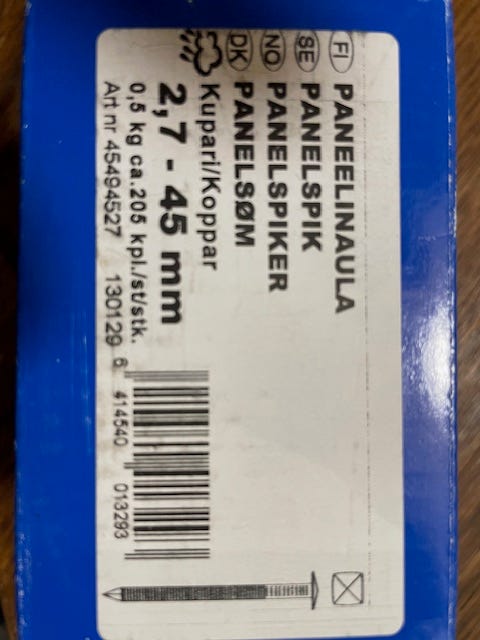 FI PANEELINAULA
SE PANELSPIK
NO PANELSPIKER
DK PANELSØM
Kupari/Koppar
2,7 - 45 mm
0,5 kg ca.205 kpl./st/stk.
Art nr 45494527 130129
6 414540 013293